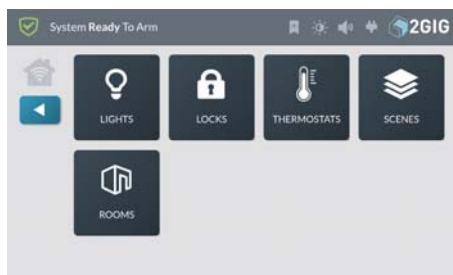 System Ready To Arm
2GIG
LIGHTS
LOCKS
THERMOSTATS
SCENES
ROOMS